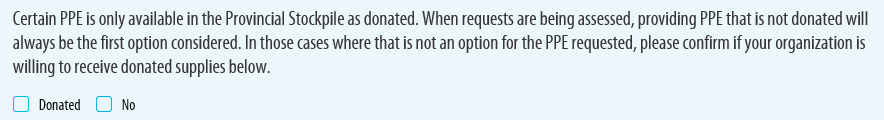 Certain PPE is only available in the Provincial Stockpile as donated. When requests are being assessed, providing PPE that is not donated will
always be the first option considered. In those cases where that is not an option for the PPE requested, please confirm if your organization is
willing to receive donated supplies below.
Donated No